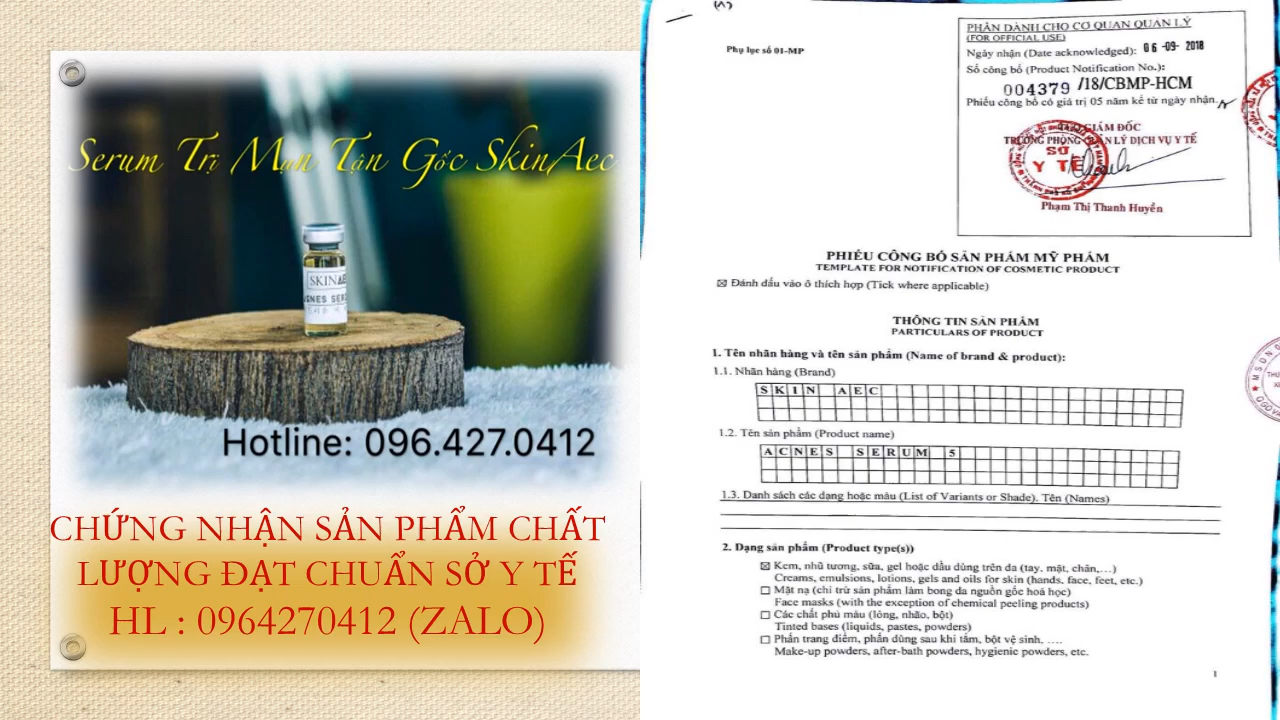 Serum Trị Mụn Tận Gốc SkinAec
SKINAEC
Hotline: 096.427.0412
CHỨNG NHẬN SẢN PHẨM CHẤT
LƯỢNG ĐẠT CHUẨN SỞ Y TẾ
HL : 0964270412 (ZALO)
Phụ lục số 01-MP
PHẦN DÀNH CHO CƠ QUAN QUẢN LÝ
(FOR OFFICIAL USE)
Ngày nhận (Date acknowledged): 06-09-2018
Số công bố (Product Notification No.):
004379 /18/CBMP-HCM
Phiếu công bố có giá trị 05 năm kể từ ngày nhận.
GIÁM ĐỐC
TRƯỞNG PHÒNG QUẢN LÝ DỊCH VỤ Y TẾ
SỞ
Y TẾ
Phạm Thị Thanh Huyền
PHIẾU CÔNG BỐ SẢN PHẨM MỸ PHẨM
TEMPLATE FOR NOTIFICATION OF COSMETIC PRODUCT
☒ Đánh dấu vào ô thích hợp (Tick where applicable)
THÔNG TIN SẢN PHẨM
PARTICULARS OF PRODUCT
1. Tên nhãn hàng và tên sản phẩm (Name of brand & product):
1.1. Nhãn hàng (Brand)
SKIN AEC
1.2. Tên sản phẩm (Product name)
ACNES SERUM 5
1.3. Danh sách các dạng hoặc màu (List of Variants or Shade). Tên (Names)
2. Dạng sản phẩm (Product type(s))
☒ Kem, nhũ tương, sữa, gel hoặc dầu dùng trên da (tay, mặt, chân,...)
Creams, emulsions, lotions, gels and oils for skin (hands, face, feet, etc.)
☐ Mặt nạ (chỉ trừ sản phẩm làm bong da nguồn gốc hoá học)
Face masks (with the exception of chemical peeling products)
☐ Các chất phủ màu (lỏng, nhão, bột)
Tinted bases (liquids, pastes, powders)
☐ Phấn trang điểm, phấn dùng sau khi tắm, bột vệ sinh, ....
Make-up powders, after-bath powders, hygienic powders, etc.
1